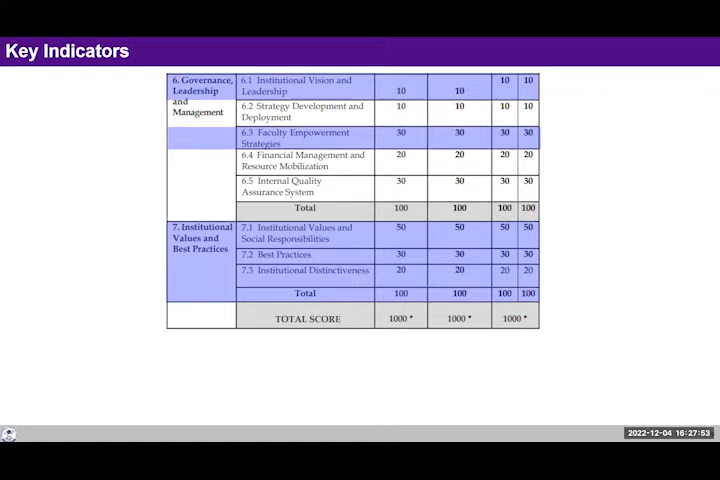 Key Indicators
6. Governance, Leadership and Management
6.1 Institutional Vision and Leadership 10 10 10 10
6.2 Strategy Development and Deployment 10 10 10 10
6.3 Faculty Empowerment Strategies 30 30 30 30
6.4 Financial Management and Resource Mobilization 20 20 20 20
6.5 Internal Quality Assurance System 30 30 30 30
Total 100 100 100 100
7. Institutional Values and Best Practices
7.1 Institutional Values and Social Responsibilities 50 50 50 50
7.2 Best Practices 30 30 30 30
7.3 Institutional Distinctiveness 20 20 20 20
Total 100 100 100 100
TOTAL SCORE 1000 * 1000 * 1000 *
2022-12-04 16:27:53